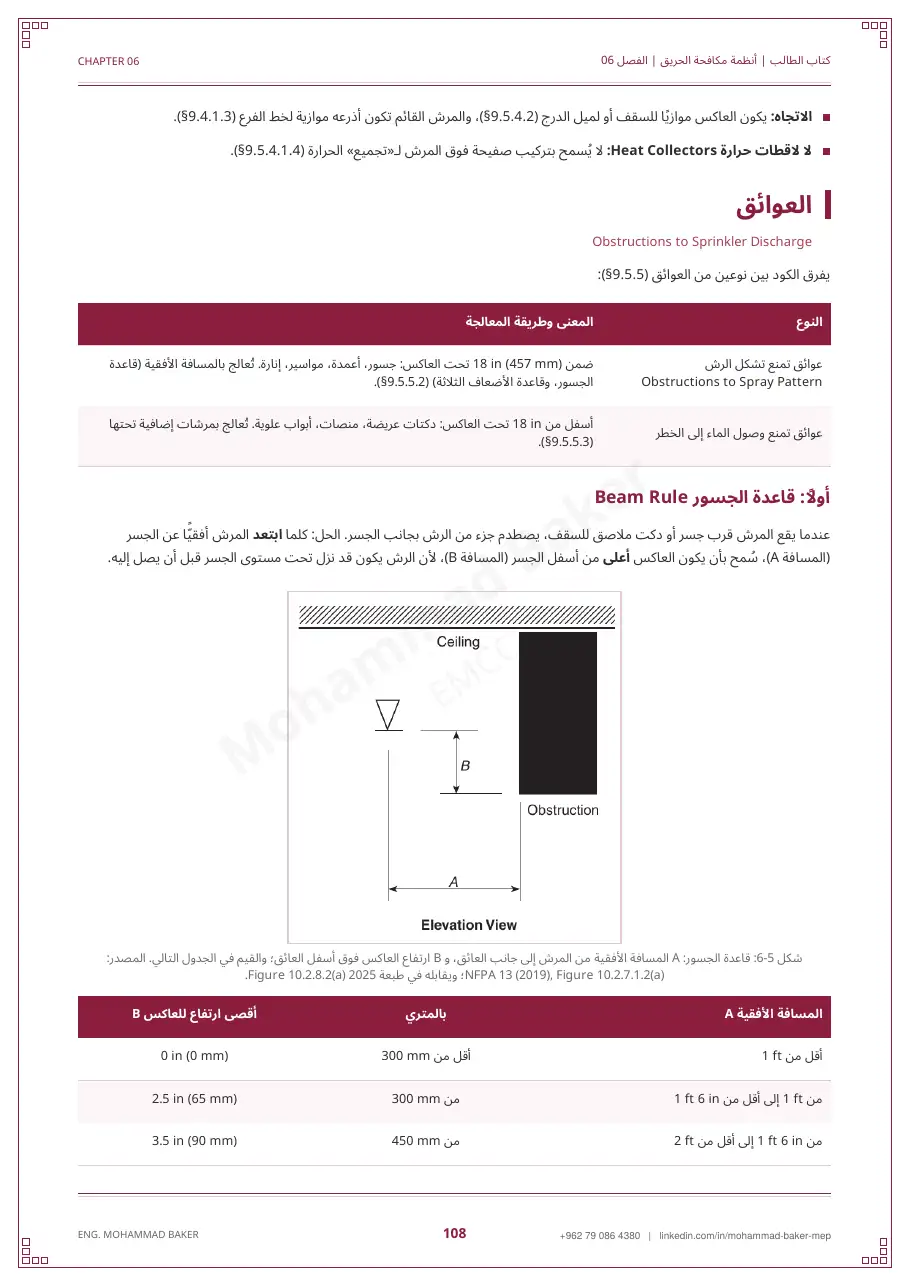 كتاب الطالب | أنظمة مكافحة الحريق | الفصل 06
CHAPTER 06
الاتجاه: يكون العاكس موازيًا للسقف أو لميل الدرج (§9.5.4.2)، والمرش القائم تكون أذرعه موازية لخط الفرع (§9.4.1.3).
لا لاقطات حرارة Heat Collectors: لا يُسمح بتركيب صفيحة فوق المرش لـ«تجميع» الحرارة (§9.5.4.1.4).
العوائق
Obstructions to Sprinkler Discharge
يفرق الكود بين نوعين من العوائق (§9.5.5):
النوع
المعنى وطريقة المعالجة
عوائق تمنع تشكل الرش
Obstructions to Spray Pattern
ضمن 18 in (457 mm) تحت العاكس: جسور، أعمدة، مواسير، إنارة. تُعالج بالمسافة الأفقية (قاعدة
الجسور، وقاعدة الأضعاف الثلاثة) (§9.5.5.2).
عوائق تمنع وصول الماء إلى الخطر
أسفل من 18 in تحت العاكس: دكتات عريضة، منصات، أبواب علوية. تُعالج بمرشات إضافية تحتها
(§9.5.5.3).
أولًا: قاعدة الجسور Beam Rule
عندما يقع المرش قرب جسر أو دكت ملاصق للسقف، يصطدم جزء من الرش بجانب الجسر. الحل: كلما ابتعد المرش أفقيًّا عن الجسر
(المسافة A)، سُمح بأن يكون العاكس أعلى من أسفل الجسر (المسافة B)، لأن الرش يكون قد نزل تحت مستوى الجسر قبل أن يصل إليه.
Ceiling
B
Obstruction
A
Elevation View
شكل 5-6: قاعدة الجسور: A المسافة الأفقية من المرش إلى جانب العائق، و B ارتفاع العاكس فوق أسفل العائق؛ والقيم في الجدول التالي. المصدر:
NFPA 13 (2019), Figure 10.2.7.1.2(a)؛ ويقابله في طبعة 2025 Figure 10.2.8.2(a).
المسافة الأفقية A
بالمتري
أقصى ارتفاع للعاكس B
أقل من 1 ft
أقل من 300 mm
0 in (0 mm)
من 1 ft إلى أقل من 1 ft 6 in
من 300 mm
2.5 in (65 mm)
من 1 ft 6 in إلى أقل من 2 ft
من 450 mm
3.5 in (90 mm)
Mohammad Baker
EMCC
ENG. MOHAMMAD BAKER
108
+962 79 086 4380 | linkedin.com/in/mohammad-baker-mep